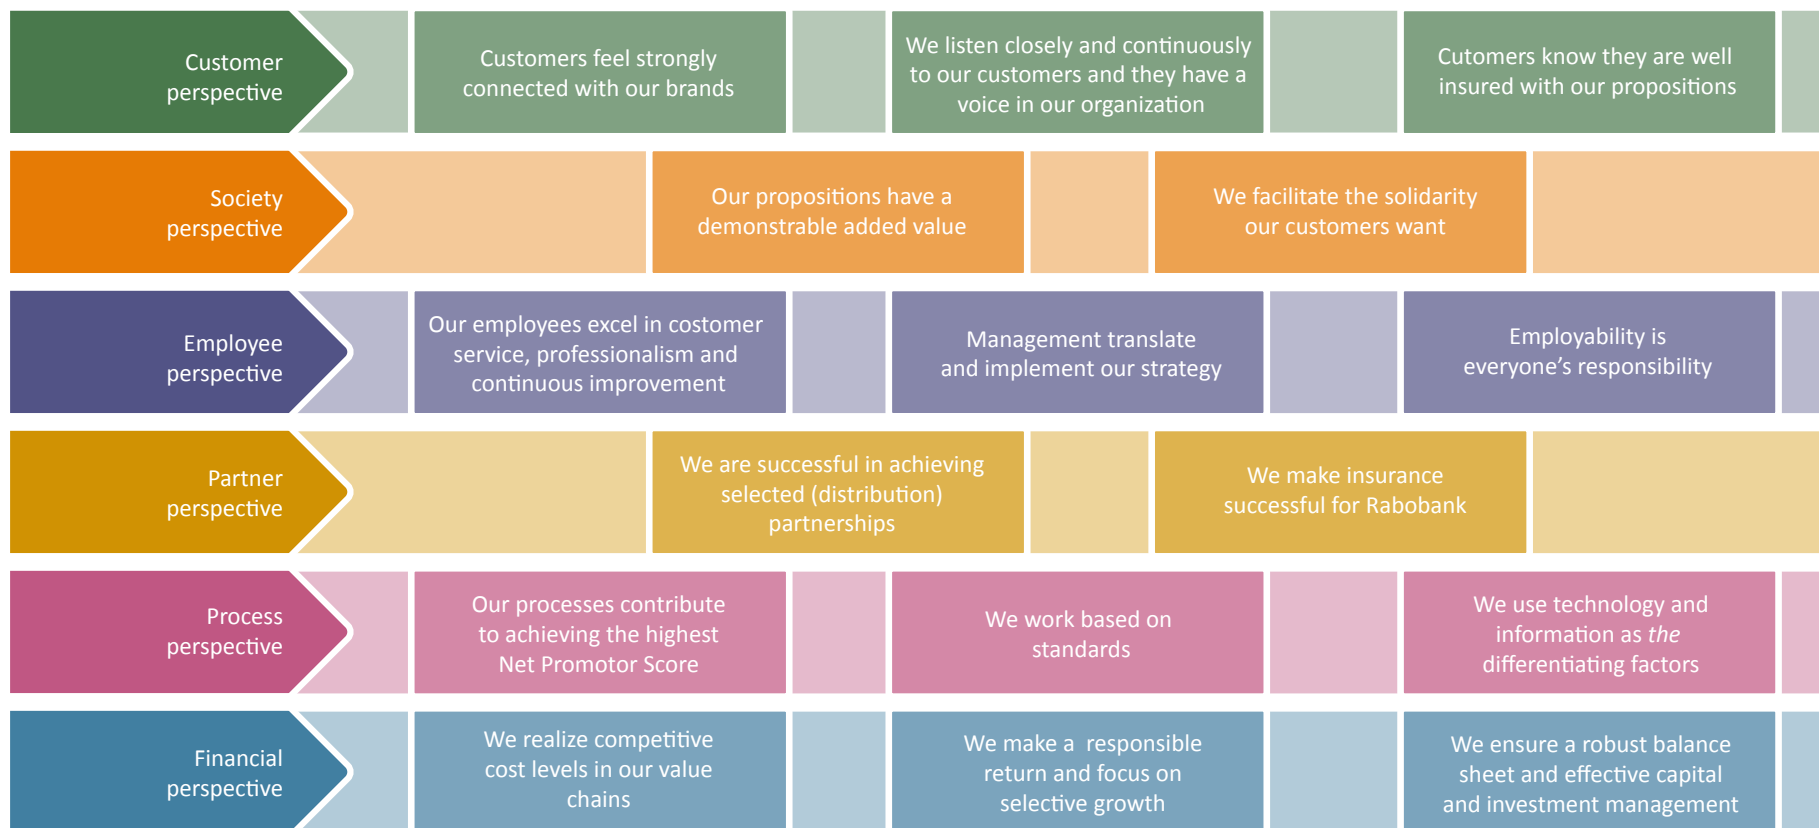 Customer
perspective
Customers feel strongly
connected with our brands
We listen closely and continuously
to our customers and they have a
voice in our organization
Cutomers know they are well
insured with our propositions
Society
perspective
Our propositions have a
demonstrable added value
We facilitate the solidarity
our customers want
Employee
perspective
Our employees excel in costomer
service, professionalism and
continuous improvement
Management translate
and implement our strategy
Employability is
everyone’s responsibility
Partner
perspective
We are successful in achieving
selected (distribution)
partnerships
We make insurance
successful for Rabobank
Process
perspective
Our processes contribute
to achieving the highest
Net Promotor Score
We work based on
standards
We use technology and
information as the
differentiating factors
Financial
perspective
We realize competitive
cost levels in our value
chains
We make a  responsible
return and focus on
selective growth
We ensure a robust balance
sheet and effective capital
and investment management